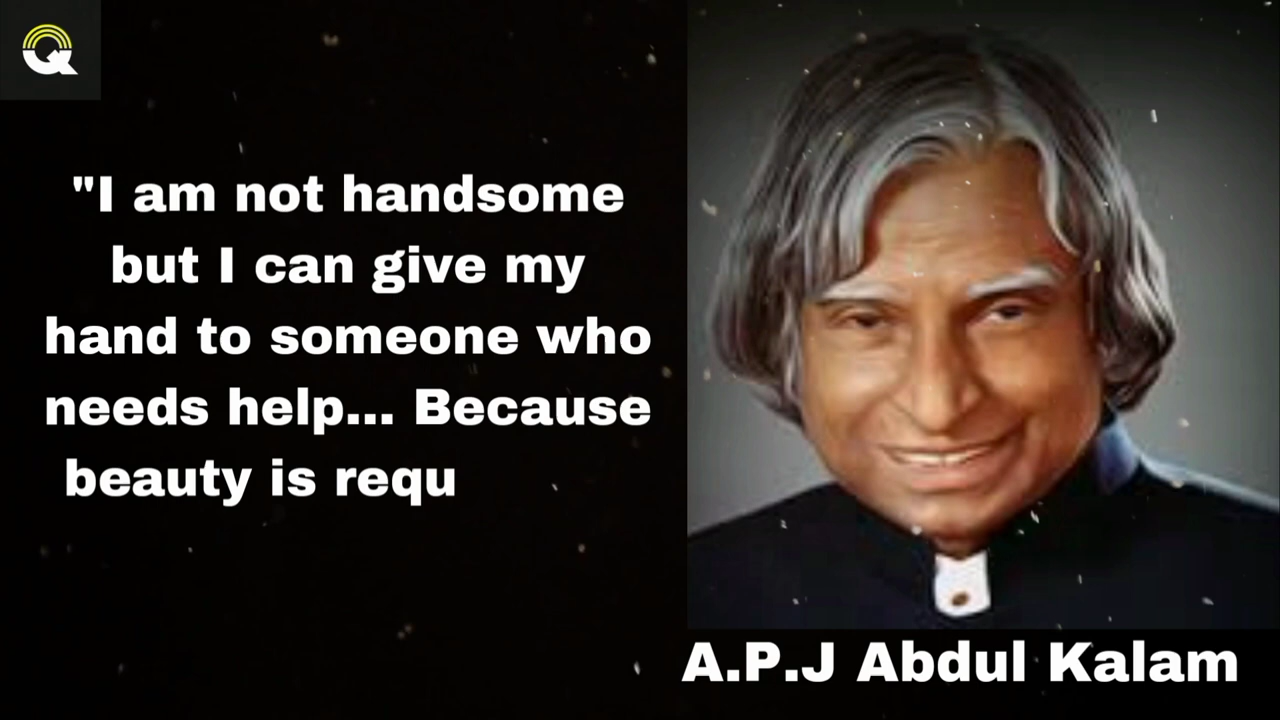 "I am not handsome
but I can give my
hand to someone who
needs help... Because
beauty is requ
A.P.J Abdul Kalam